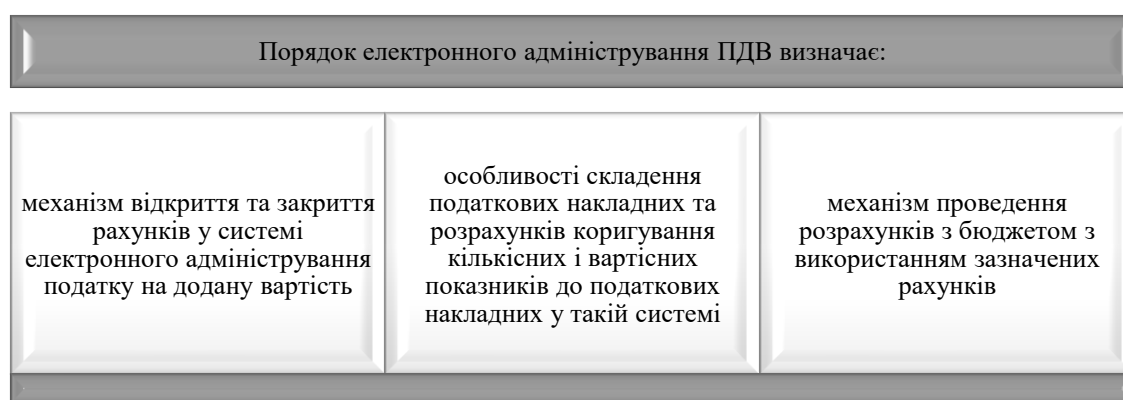 Порядок електронного адміністрування ПДВ визначає:
механізм відкриття та закриття
рахунків у системі
електронного адміністрування
податку на додану вартість
особливості складення
податкових накладних та
розрахунків коригування
кількісних і вартісних
показників до податкових
накладних у такій системі
механізм проведення
розрахунків з бюджетом з
використанням зазначених
рахунків